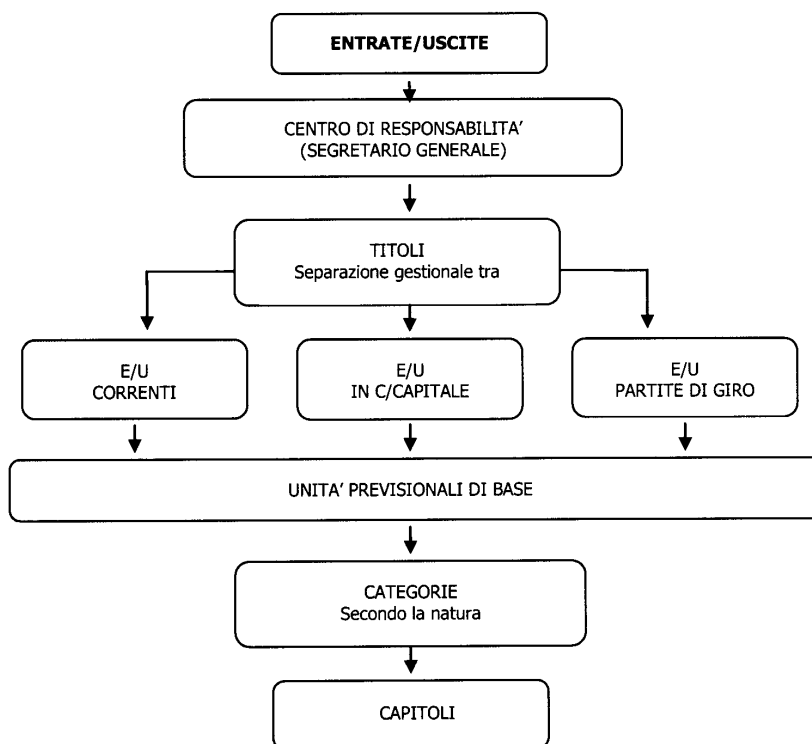 ENTRATE/USCITE
CENTRO DI RESPONSABILITA’
(SEGRETARIO GENERALE)
TITOLI
Separazione gestionale tra
E/U
CORRENTI
E/U
IN C/CAPITALE
E/U
PARTITE DI GIRO
UNITA’ PREVISIONALI DI BASE
CATEGORIE
Secondo la natura
CAPITOLI